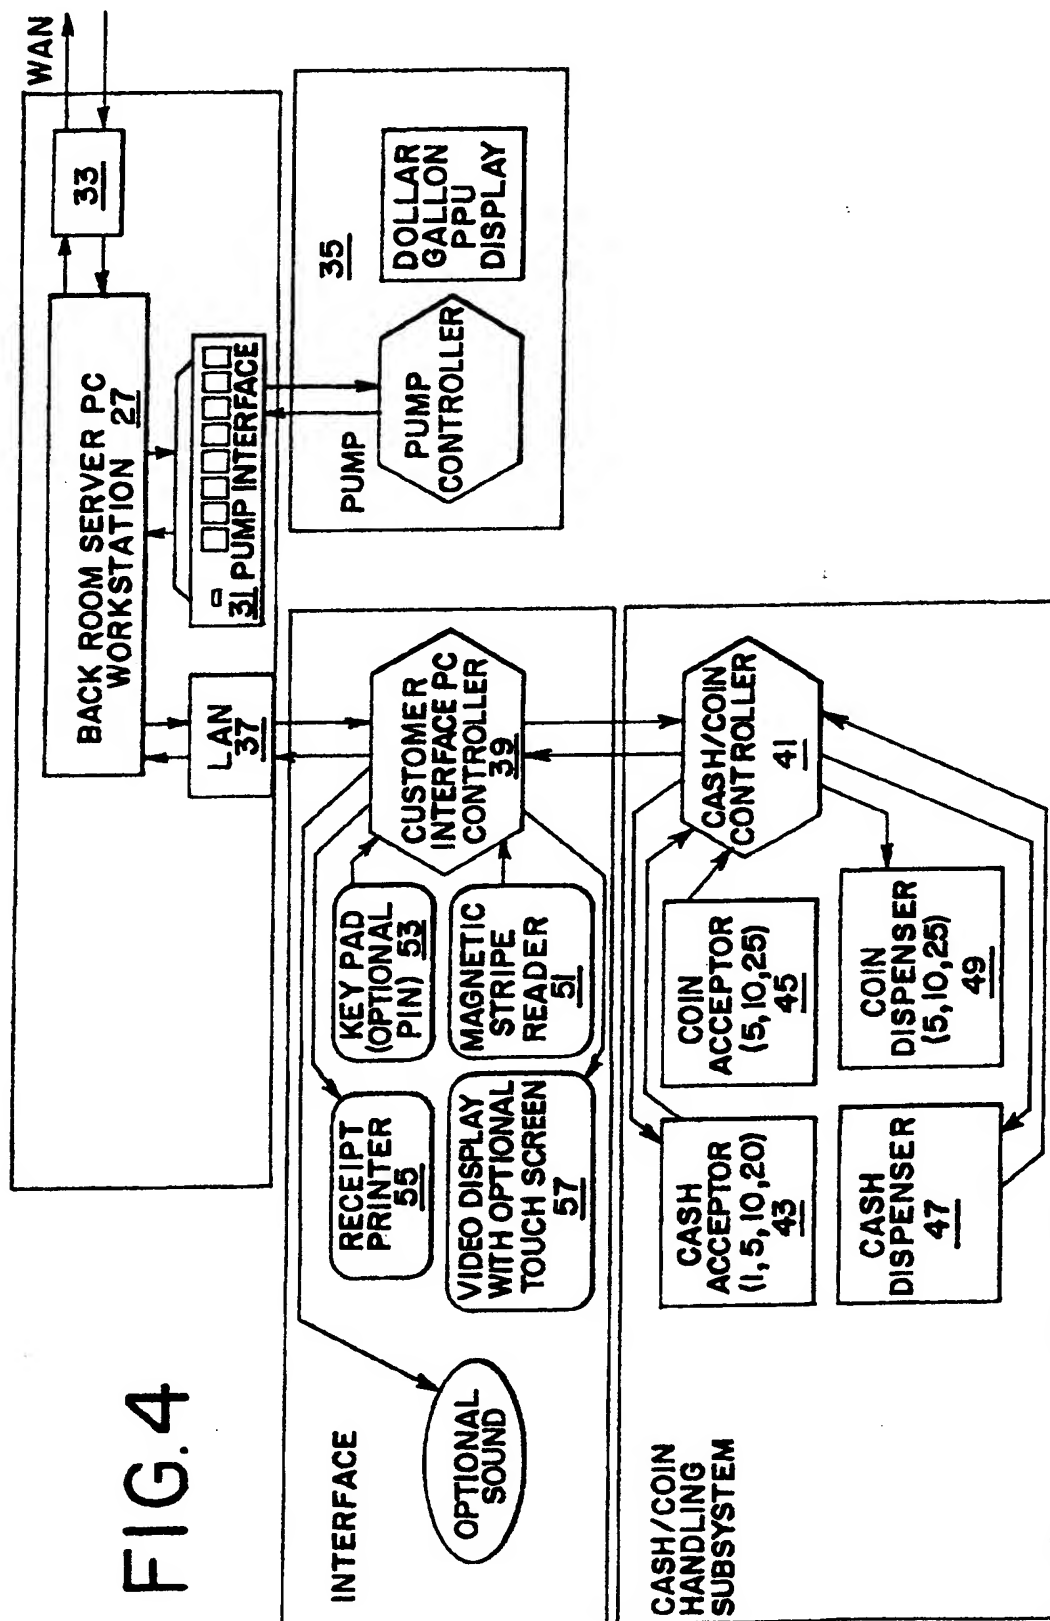 FIG.4
WAN
33
BACK ROOM SERVER PC
WORKSTATION 27
31 PUMP INTERFACE
LAN
37
PUMP
35
PUMP
CONTROLLER
DOLLAR
GALLON
PPU
DISPLAY
INTERFACE
OPTIONAL
SOUND
RECEIPT
PRINTER
55
KEY PAD
(OPTIONAL
PIN) 53
CUSTOMER
INTERFACE PC
CONTROLLER
39
VIDEO DISPLAY
WITH OPTIONAL
TOUCH SCREEN
57
MAGNETIC
STRIPE
READER
51
CASH/COIN
HANDLING
SUBSYSTEM
CASH
ACCEPTOR
(1,5,10,20)
43
COIN
ACCEPTOR
(5,10,25)
45
CASH/COIN
CONTROLLER
41
CASH
DISPENSER
47
COIN
DISPENSER
(5,10,25)
49